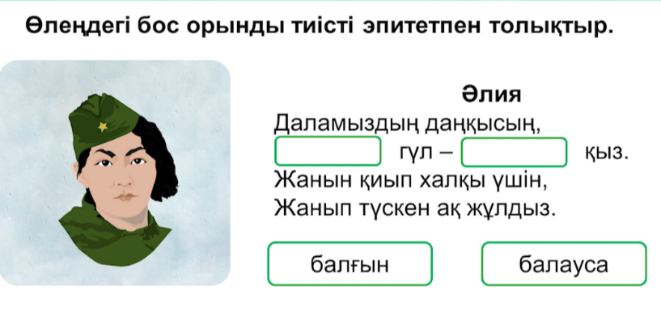 Өлеңдегі бос орынды тиісті эпитетпен толықтыр.
Әлия
Даламыздың даңқысың,
гүл – қыз.
Жанын қиып халқы үшін,
Жанып түскен ақ жұлдыз.
балғын
балауса